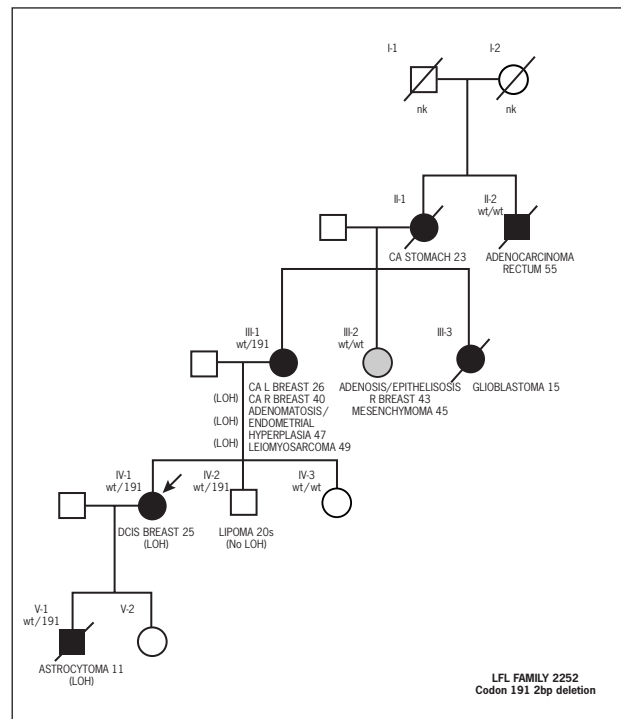 I-1
I-2
nk
nk
II-1
II-2
wt/wt
CA STOMACH 23
ADENOCARCINOMA
RECTUM 55
III-1
wt/191
III-2
wt/wt
III-3
(LOH)
(LOH)
(LOH)
CA L BREAST 26
CA R BREAST 40
ADENOMATOSIS/
ENDOMETRIAL
HYPERPLASIA 47
LEIOMYOSARCOMA 49
ADENOSIS/EPITHELISOSIS
R BREAST 43
MESENCHYMOMA 45
GLIOBLASTOMA 15
IV-1
wt/191
IV-2
wt/191
IV-3
wt/wt
DCIS BREAST 25
(LOH)
LIPOMA 20s
(No LOH)
V-1
wt/191
V-2
ASTROCYTOMA 11
(LOH)
LFL FAMILY 2252
Codon 191 2bp deletion